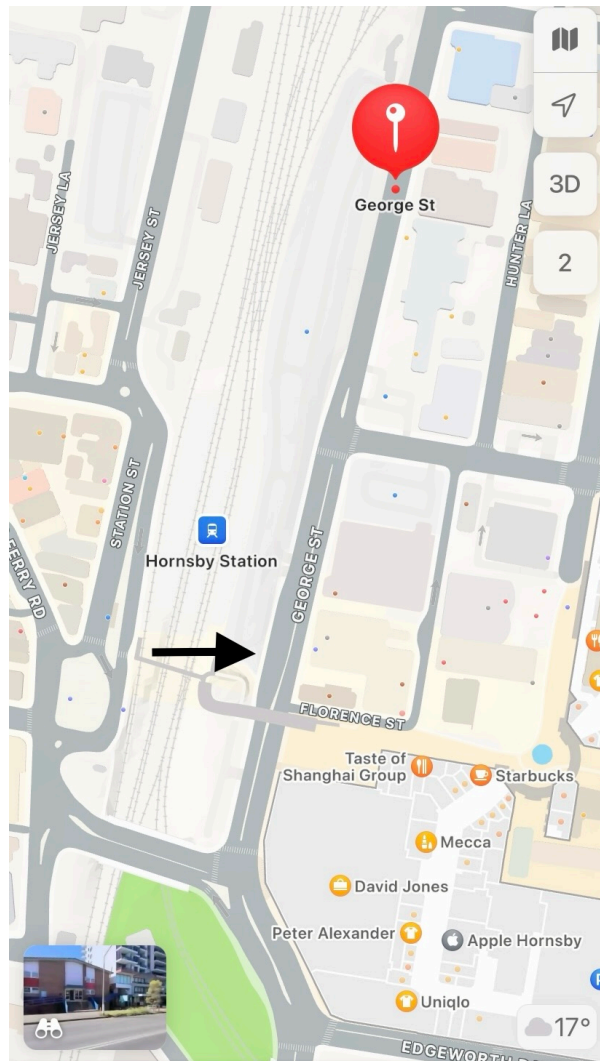 George St
3D
2
JERSEY LA
JERSEY ST
HUNTER LA
STATION ST
GEORGE ST
Hornsby Station
FERRY RD
FLORENCE ST
Taste of
Shanghai Group
Starbucks
Mecca
David Jones
Peter Alexander
Apple Hornsby
Uniqlo
17°